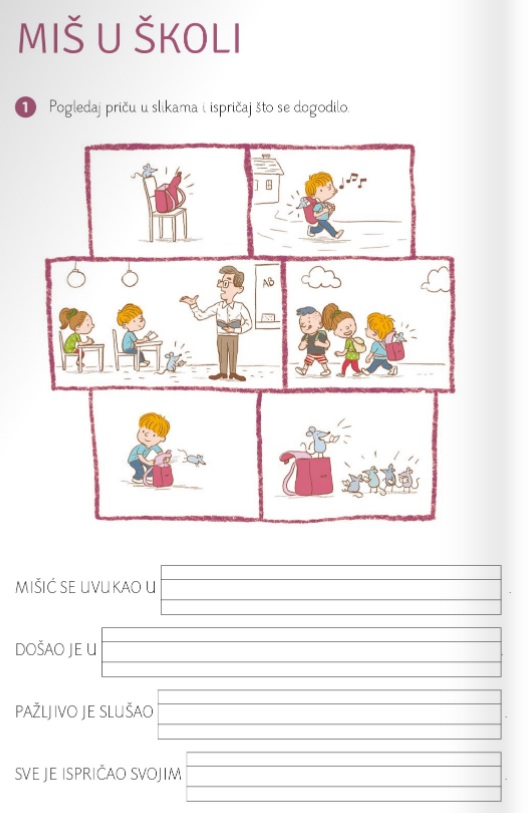 MIŠ U ŠKOLI
1 Pogledaj priču u slikama i ispričaj što se dogodilo.
AB
MIŠIĆ SE UVUKAO U .
DOŠAO JE U .
PAŽLJIVO JE SLUŠAO .
SVE JE ISPRIČAO SVOJIM .